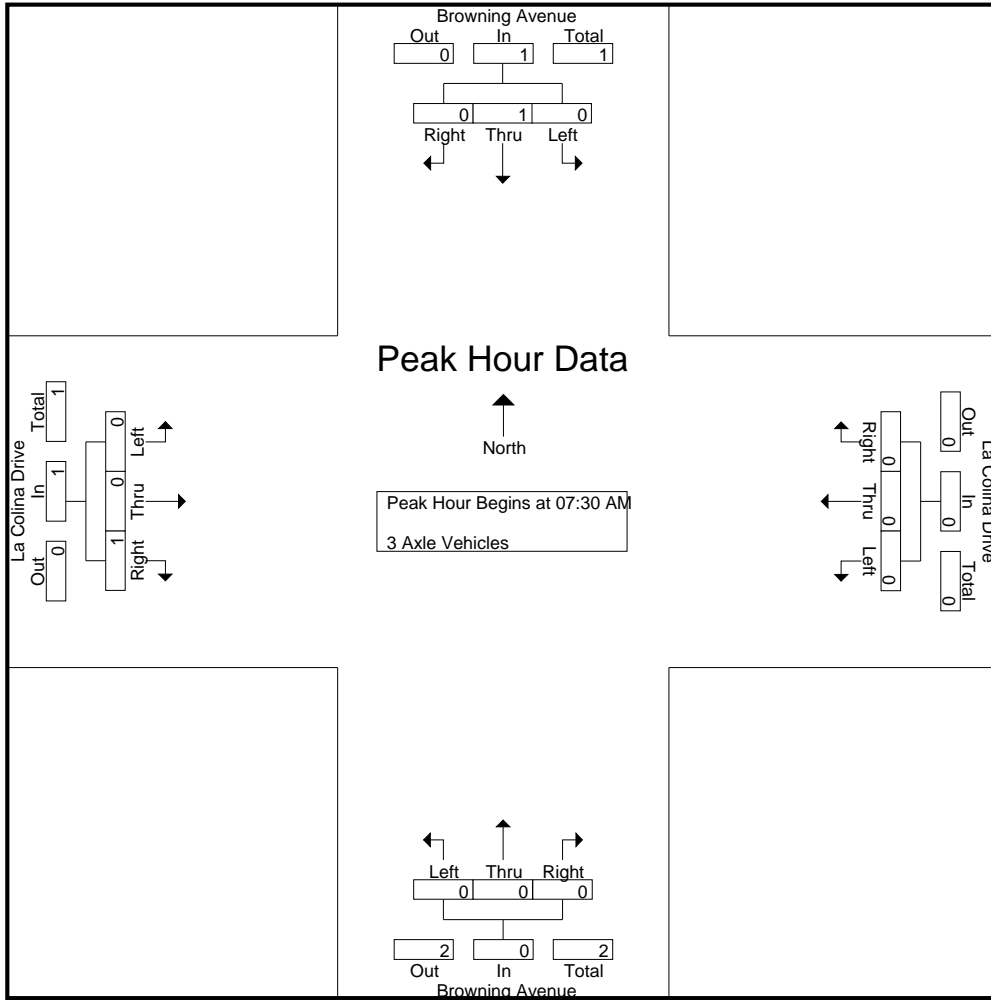 Browning Avenue
Out In Total
0 1 1
0 1 0
Right Thru Left
Peak Hour Data
North
Peak Hour Begins at 07:30 AM
3 Axle Vehicles
La Colina Drive
Total In Out
1 1 0
0 0 1
Left Thru Right
La Colina Drive
Out In Total
0 0 0
0 0 0
Right Thru Left
Left Thru Right
0 0 0
2 0 2
Out In Total
Browning Avenue